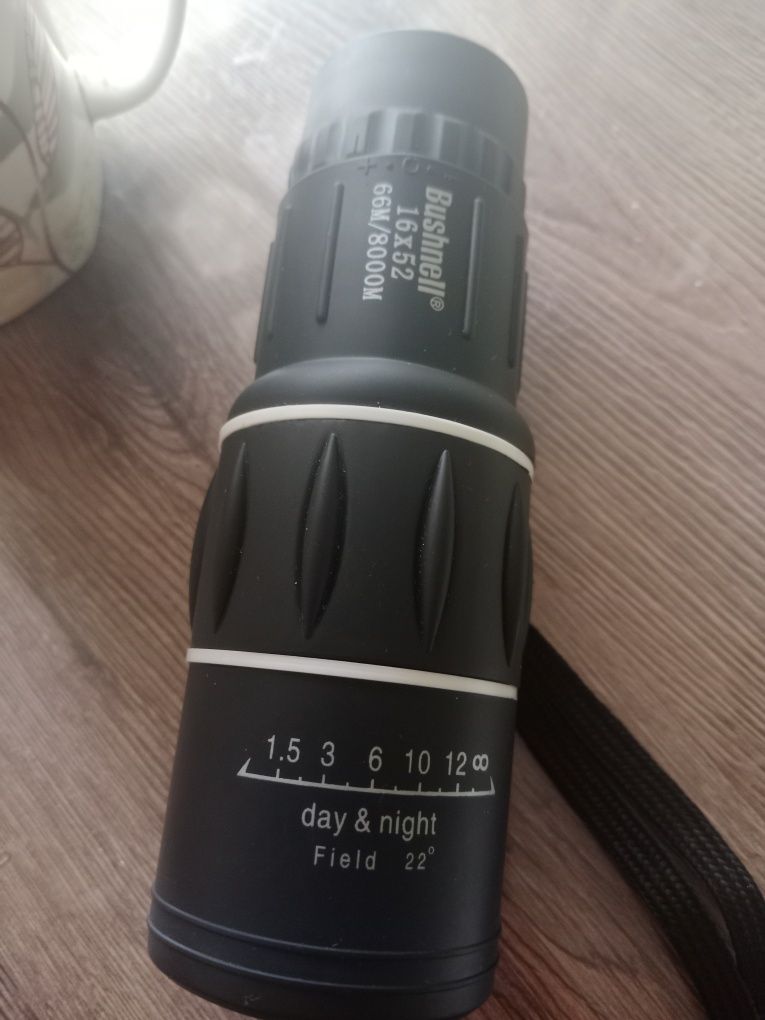 Bushnell®
16x52
66M/8000M
1.5 3 6 10 12 ∞
day & night
Field 22°